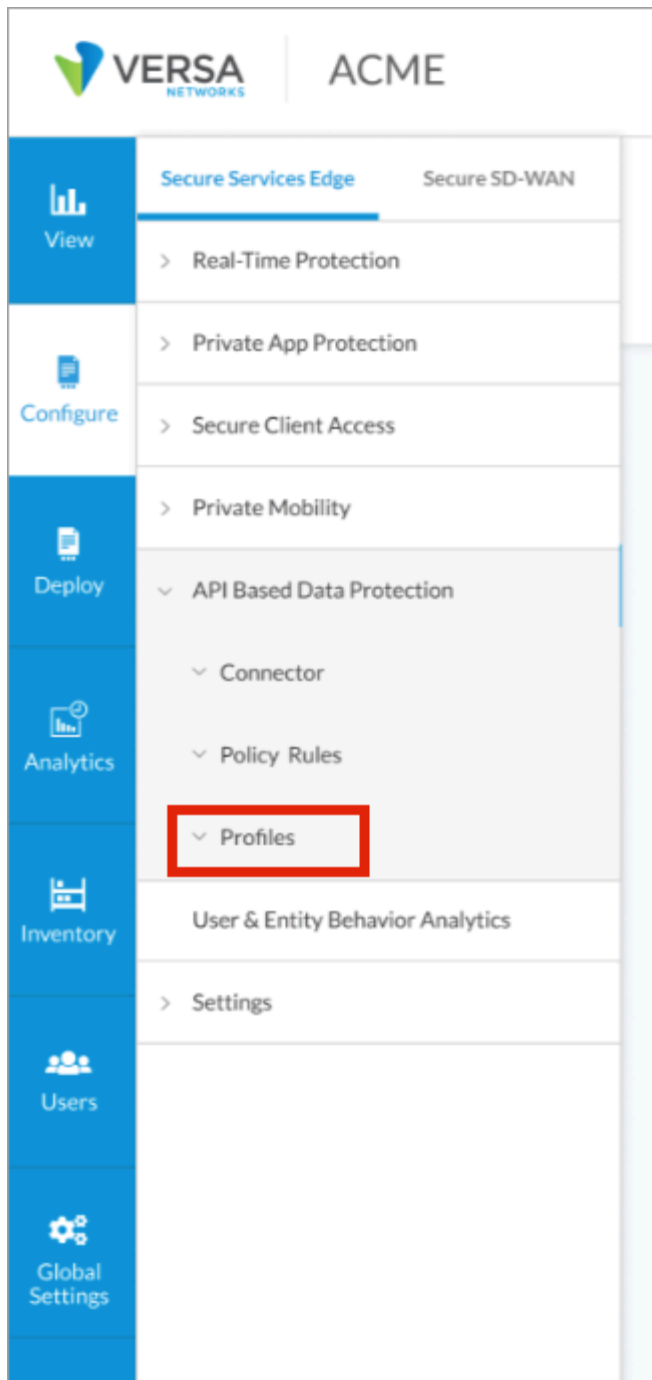 VERSA
NETWORKS
ACME
View
Configure
Deploy
Analytics
Inventory
Users
Global
Settings
Secure Services Edge
Secure SD-WAN
Real-Time Protection
Private App Protection
Secure Client Access
Private Mobility
API Based Data Protection
Connector
Policy Rules
Profiles
User & Entity Behavior Analytics
Settings